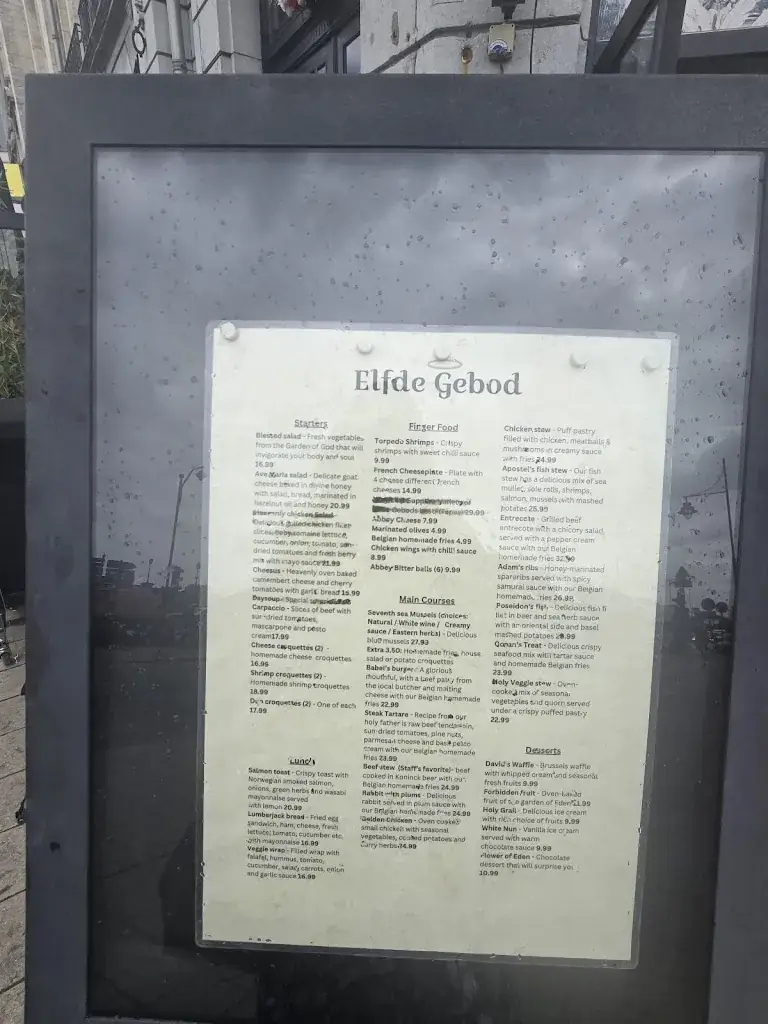 Elfde Gebod
Starters
Blessed salad - Fresh vegetables
from the Garden of God that will
invigorate your body and soul
16.99
Ave Maria salad - Delicate goat
cheese baked in divine honey
with salad, bread, marinated in
hazelnut oil and honey 20.99
Heavenly chicken Salad
Delicious grilled chicken filet
slices, romaine lettuce,
cucumber, onion, tomato, sun-
dried tomatoes and fresh berry
mix with mayo sauce 21.99
Cheesus - Heavenly oven baked
camembert cheese and cherry
tomatoes with garlic bread 16.99
Daysoup - Special
Carpaccio - Slices of beef with
sun-dried tomatoes,
mascarpone and pesto
cream 17.99
Cheese croquettes (2) -
homemade cheese croquettes
16.99
Shrimp croquettes (2) -
Homemade shrimp croquettes
18.99
Duo croquettes (2) - One of each
17.99
Lunch
Salmon toast - Crispy toast with
Norwegian smoked salmon,
onions, green herbs and wasabi
mayonnaise served
with lemon 20.99
Lumberjack bread - Fried egg
sandwich, ham, cheese, fresh
lettuce, tomato, cucumber etc.
with mayonnaise 16.99
Veggie wrap - Filled wrap with
falafel, hummus, tomato,
cucumber, salad, carrots, onion
and garlic sauce 16.99
Finger Food
Torpedo Shrimps - Crispy
shrimps with sweet chili sauce
9.99
French Cheeseplate - Plate with
4 cheese different french
cheeses 14.99
29.99
Abbey Cheese 7.99
Marinated olives 4.99
Belgian homemade fries 4.99
Chicken wings with chilli sauce
8.99
Abbey Bitter balls (6) 9.99
Main Courses
Seventh sea Mussels (choices:
Natural / White wine / Creamy
sauce / Eastern herbs) - Delicious
blue mussels 27.99
Extra 3.50: Homemade fries, house
salad or potato croquettes
Babel's burger - A glorious
mouthful, with a beef patty from
the local butcher and melting
cheese with our Belgian homemade
fries 22.99
Steak Tartare - Recipe from our
holy father is raw beef tenderloin,
sun-dried tomatoes, pine nuts,
parmesan cheese and basil pesto
cream with our Belgian homemade
fries 23.99
Beef stew (Staff's favorite) - beef
cooked in Koninck beer with our
Belgian homemade fries 24.99
Rabbit with plums - Delicious
rabbit served in plum sauce with
our Belgian homemade fries 24.99
Golden Chicken - Oven cooked
small chicken with seasonal
vegetables, cooked potatoes and
curry herbs 24.99
Chicken stew - Puff pastry
filled with chicken, meatballs &
mushrooms in creamy sauce
with fries 24.99
Apostel's fish stew - Our fish
stew has a delicious mix of sea
mullet, sole rolls, shrimps,
salmon, mussels with mashed
potatoes 25.99
Entrecote - Grilled beef
entrecote with a chicory salad,
served with a pepper cream
sauce with our Belgian
homemade fries 32.99
Adam's ribs - Honey-marinated
spareribs served with spicy
samurai sauce with our Belgian
homemade fries 26.99
Poseidon's fish - Delicious fish fi
let in beer and sea herb sauce
with an oriental side and basel
mashed potatoes 29.99
Qonan's Treat - Delicious crispy
seafood mix with tartar sauce
and homemade Belgian fries
23.99
Holy Veggie stew - Oven-
cooked mix of seasonal
vegetables and quorn served
under a crispy puffed pastry
22.99
Desserts
David's Waffle - Brussels waffle
with whipped cream and seasonal
fresh fruits 9.99
Forbidden fruit - Oven-baked
fruit of the garden of Eden 11.99
Holy Grail - Delicious ice cream
with rich choice of fruits 9.99
White Nun - Vanilla ice cream
served with warm
chocolate sauce 9.99
Flower of Eden - Chocolate
dessert that will surprise you
10.99